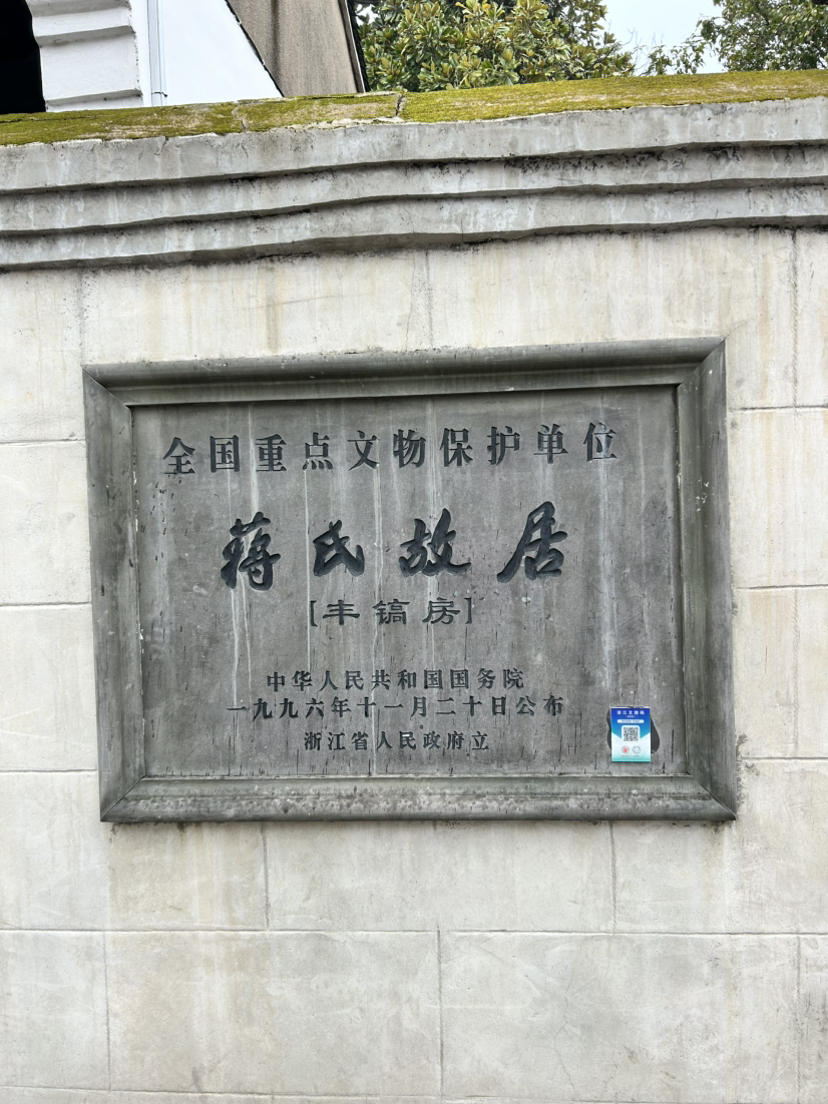 全国重点文物保护单位
蒋氏故居
[丰镐房]
中华人民共和国国务院
一九九六年十一月二十日公布
浙江省人民政府立